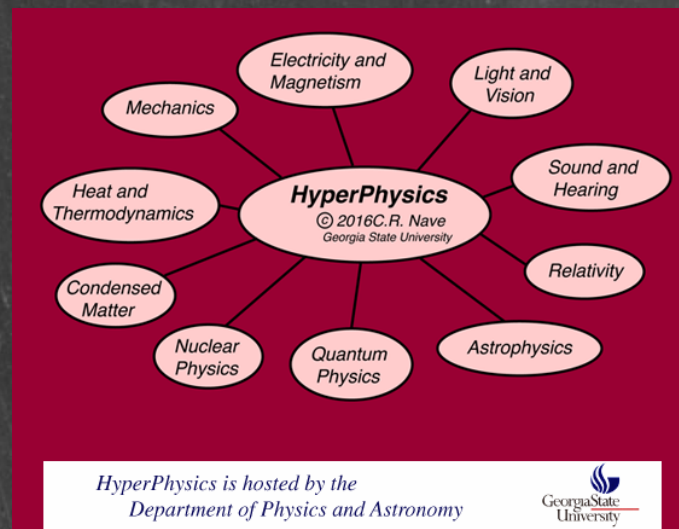 Electricity and
Magnetism
Light and
Vision
Mechanics
Sound and
Hearing
Heat and
Thermodynamics
HyperPhysics
© 2016C.R. Nave
Georgia State University
Relativity
Condensed
Matter
Nuclear
Physics
Quantum
Physics
Astrophysics
HyperPhysics is hosted by the
Department of Physics and Astronomy
GeorgiaState
University